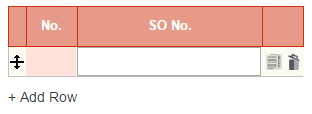 No. SO No.
+ Add Row